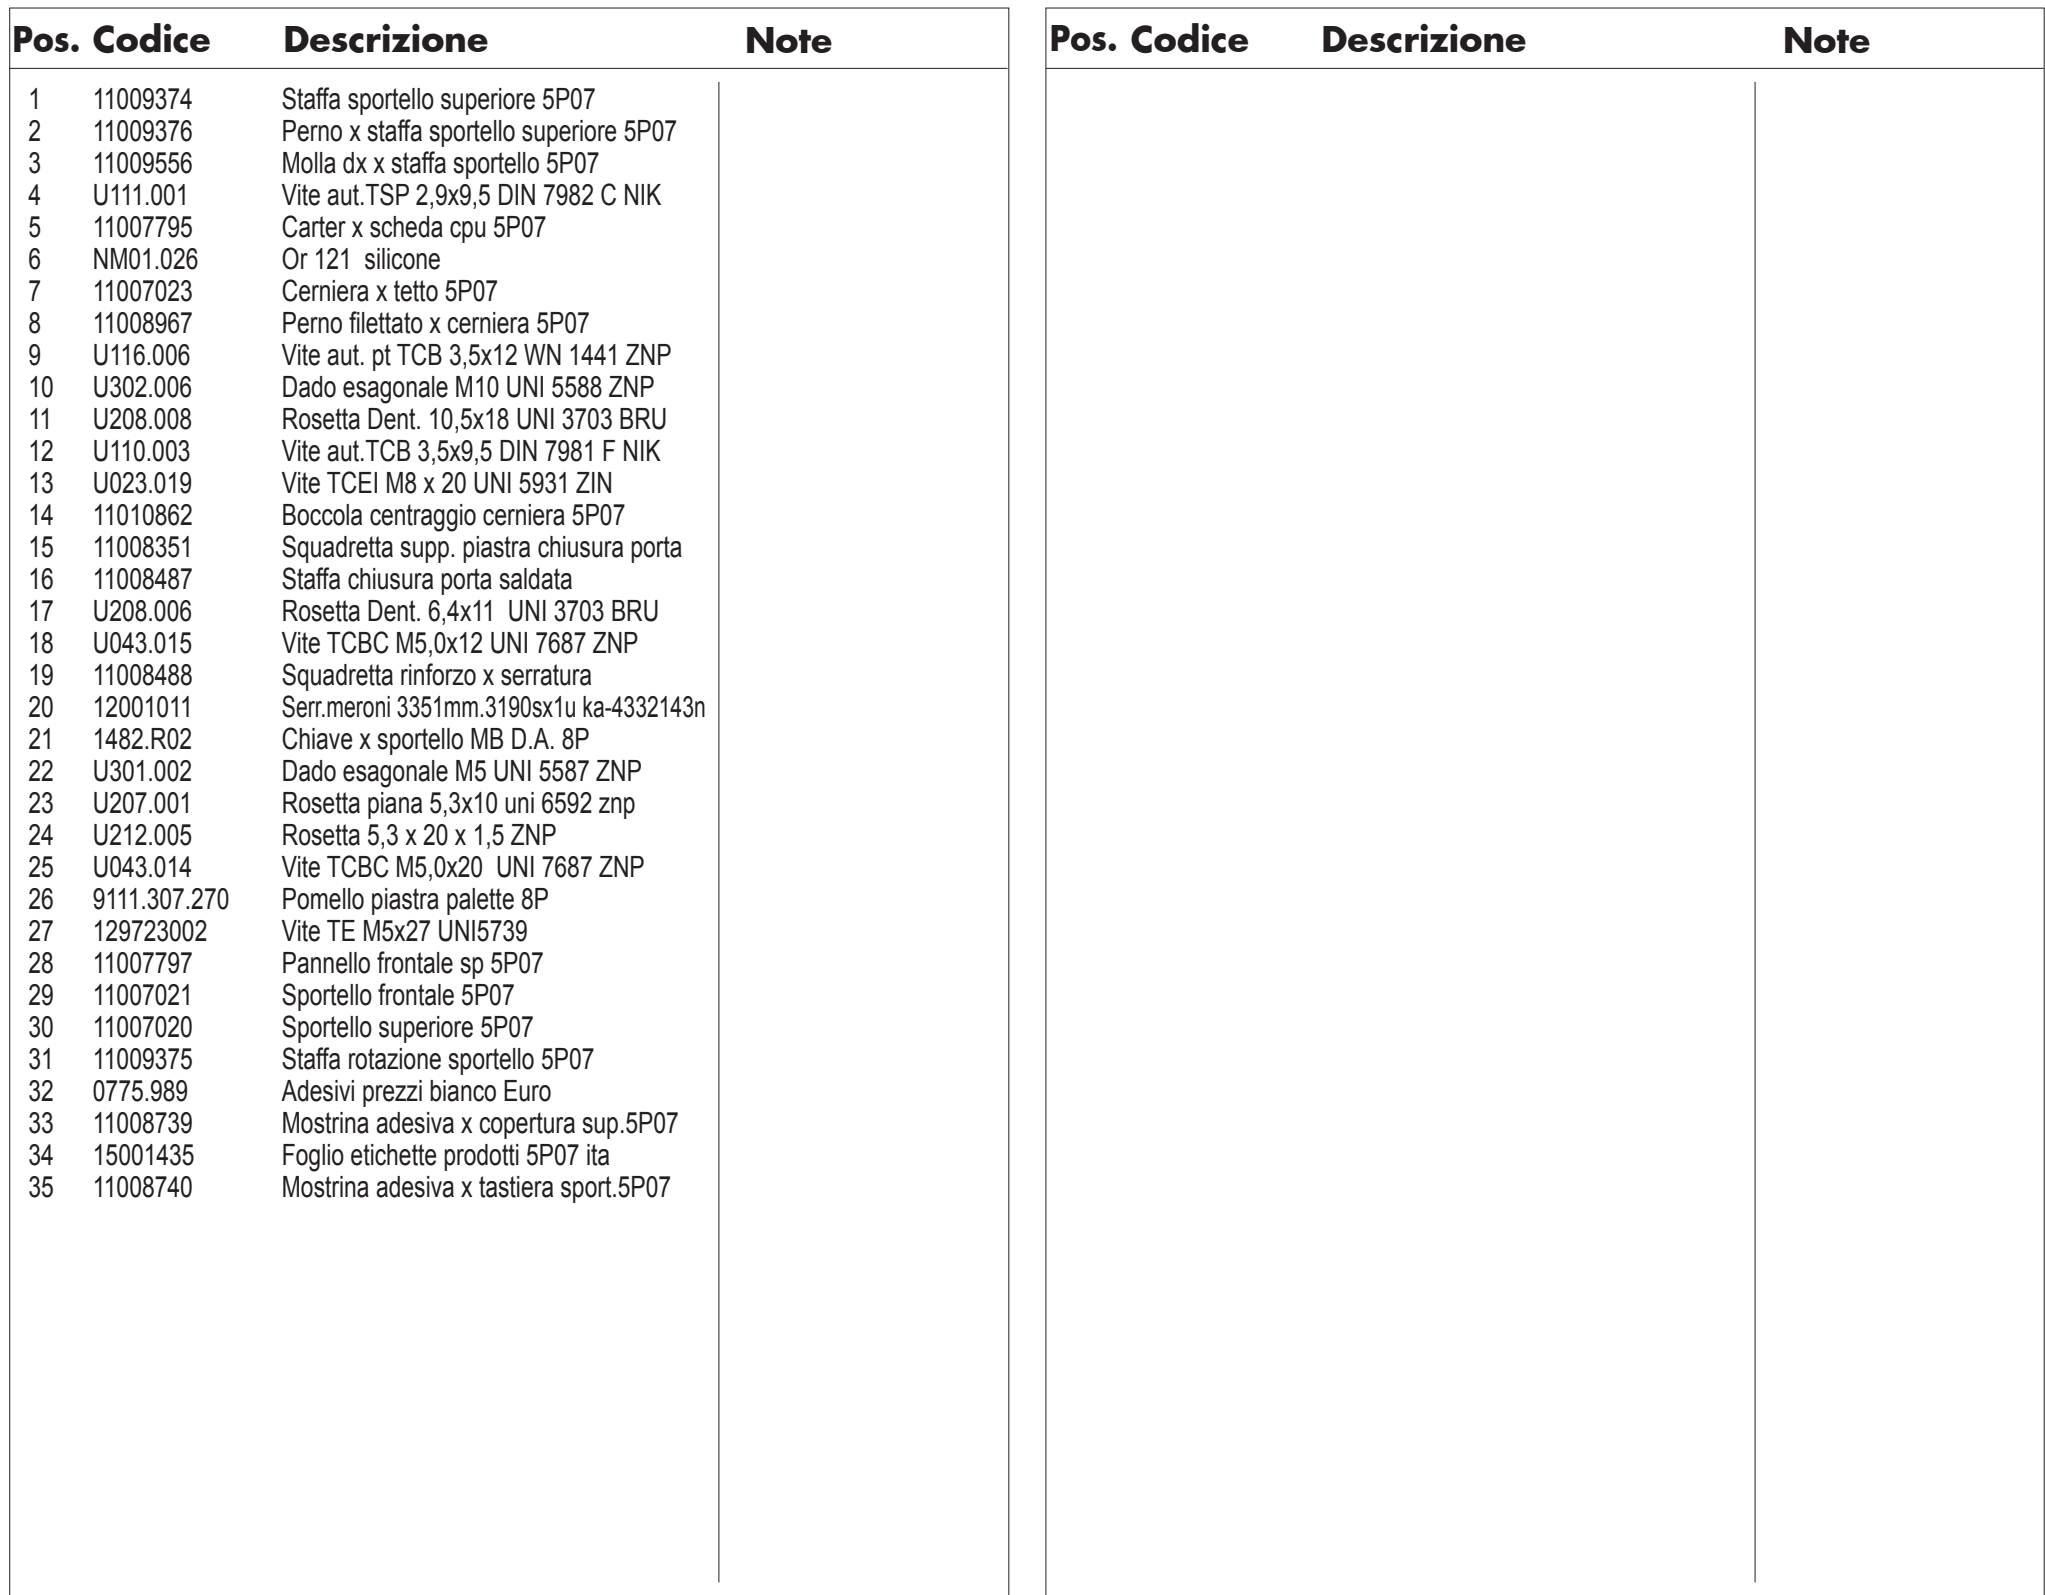 Pos. Codice Descrizione Note
1 11009374 Staffa sportello superiore 5P07
2 11009376 Perno x staffa sportello superiore 5P07
3 11009556 Molla dx x staffa sportello 5P07
4 U111.001 Vite aut.TSP 2,9x9,5 DIN 7982 C NIK
5 11007795 Carter x scheda cpu 5P07
6 NM01.026 Or 121  silicone
7 11007023 Cerniera x tetto 5P07
8 11008967 Perno filettato x cerniera 5P07
9 U116.006 Vite aut. pt TCB 3,5x12 WN 1441 ZNP
10 U302.006 Dado esagonale M10 UNI 5588 ZNP
11 U208.008 Rosetta Dent. 10,5x18 UNI 3703 BRU
12 U110.003 Vite aut.TCB 3,5x9,5 DIN 7981 F NIK
13 U023.019 Vite TCEI M8 x 20 UNI 5931 ZIN
14 11010862 Boccola centraggio cerniera 5P07
15 11008351 Squadretta supp. piastra chiusura porta
16 11008487 Staffa chiusura porta saldata
17 U208.006 Rosetta Dent. 6,4x11  UNI 3703 BRU
18 U043.015 Vite TCBC M5,0x12 UNI 7687 ZNP
19 11008488 Squadretta rinforzo x serratura
20 12001011 Serr.meroni 3351mm.3190sx1u ka-4332143n
21 1482.R02 Chiave x sportello MB D.A. 8P
22 U301.002 Dado esagonale M5 UNI 5587 ZNP
23 U207.001 Rosetta piana 5,3x10 uni 6592 znp
24 U212.005 Rosetta 5,3 x 20 x 1,5 ZNP
25 U043.014 Vite TCBC M5,0x20  UNI 7687 ZNP
26 9111.307.270 Pomello piastra palette 8P
27 129723002 Vite TE M5x27 UNI5739
28 11007797 Pannello frontale sp 5P07
29 11007021 Sportello frontale 5P07
30 11007020 Sportello superiore 5P07
31 11009375 Staffa rotazione sportello 5P07
32 0775.989 Adesivi prezzi bianco Euro
33 11008739 Mostrina adesiva x copertura sup.5P07
34 15001435 Foglio etichette prodotti 5P07 ita
35 11008740 Mostrina adesiva x tastiera sport.5P07
Pos. Codice Descrizione Note